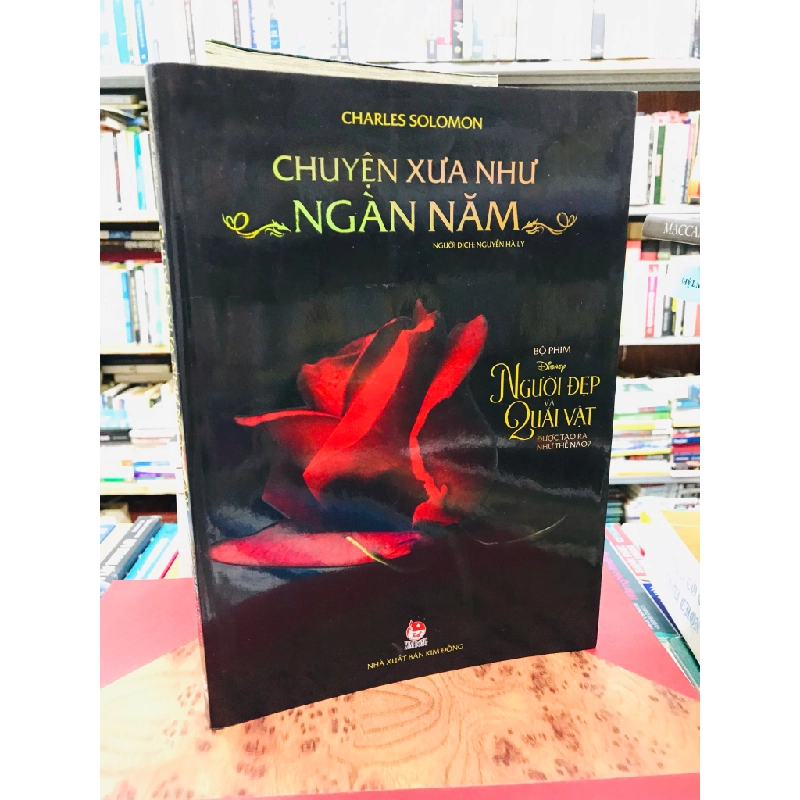 CHARLES SOLOMON
CHUYỆN XƯA NHƯ
NGÀN NĂM
NGƯỜI DỊCH: NGUYỄN HÀ LY
BỘ PHIM
Disney
NGƯỜI ĐẸP
VÀ
QUÁI VẬT
ĐƯỢC TẠO RA
NHƯ THẾ NÀO?
NHÀ XUẤT BẢN KIM ĐỒNG
MACCA